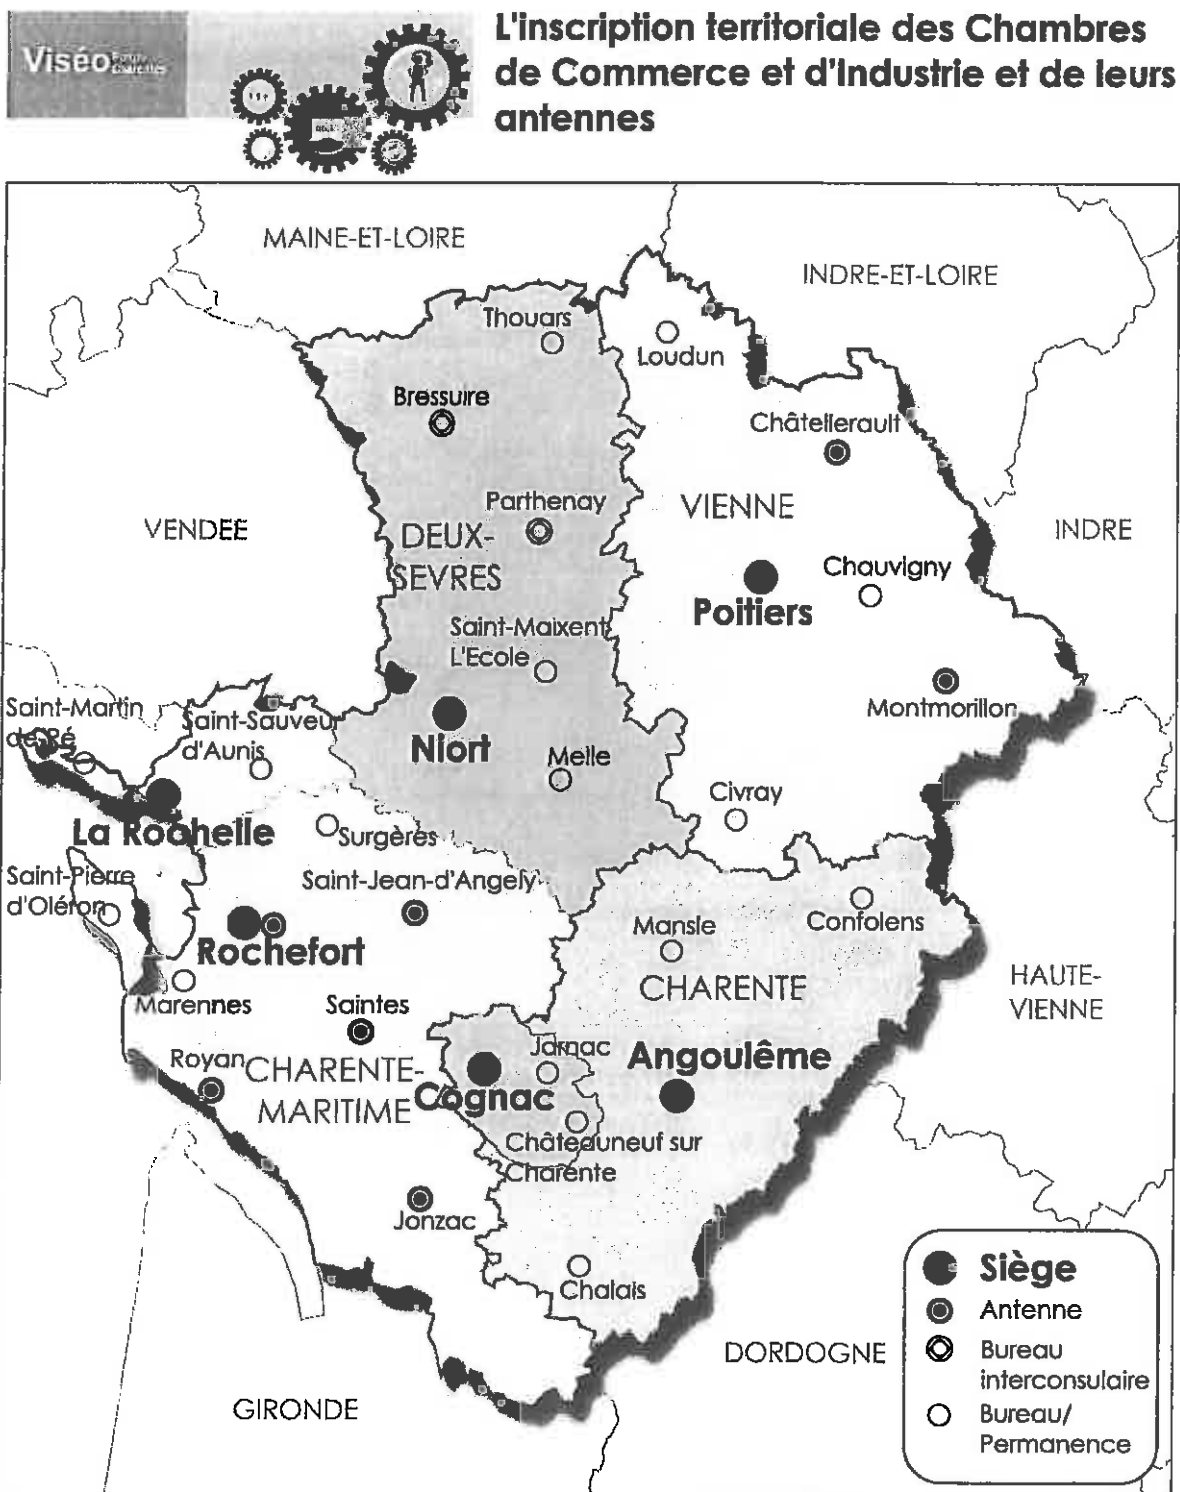 Viséo
L'inscription territoriale des Chambres
de Commerce et d'Industrie et de leurs
antennes
MAINE-ET-LOIRE
INDRE-ET-LOIRE
Thouars
Loudun
Bressuire
Châtellerault
Parthenay
VIENNE
VENDEE
DEUX-
SEVRES
INDRE
Chauvigny
Poitiers
Saint-Maixent
L'Ecole
Montmorillon
Saint-Martin
de Ré
Saint-Sauveur
d'Aunis
Niort
Melle
Civray
La Rochelle
Surgères
Saint-Pierre
d'Oléron
Saint-Jean-d'Angely
Confolens
Mansle
Rochefort
CHARENTE
HAUTE-
VIENNE
Marennes
Saintes
Royan
CHARENTE-
MARITIME
Jarnac
Angoulême
Cognac
Châteauneuf sur
Charente
Jonzac
Chalais
DORDOGNE
GIRONDE
Siège
Antenne
Bureau
interconsulaire
Bureau/
Permanence